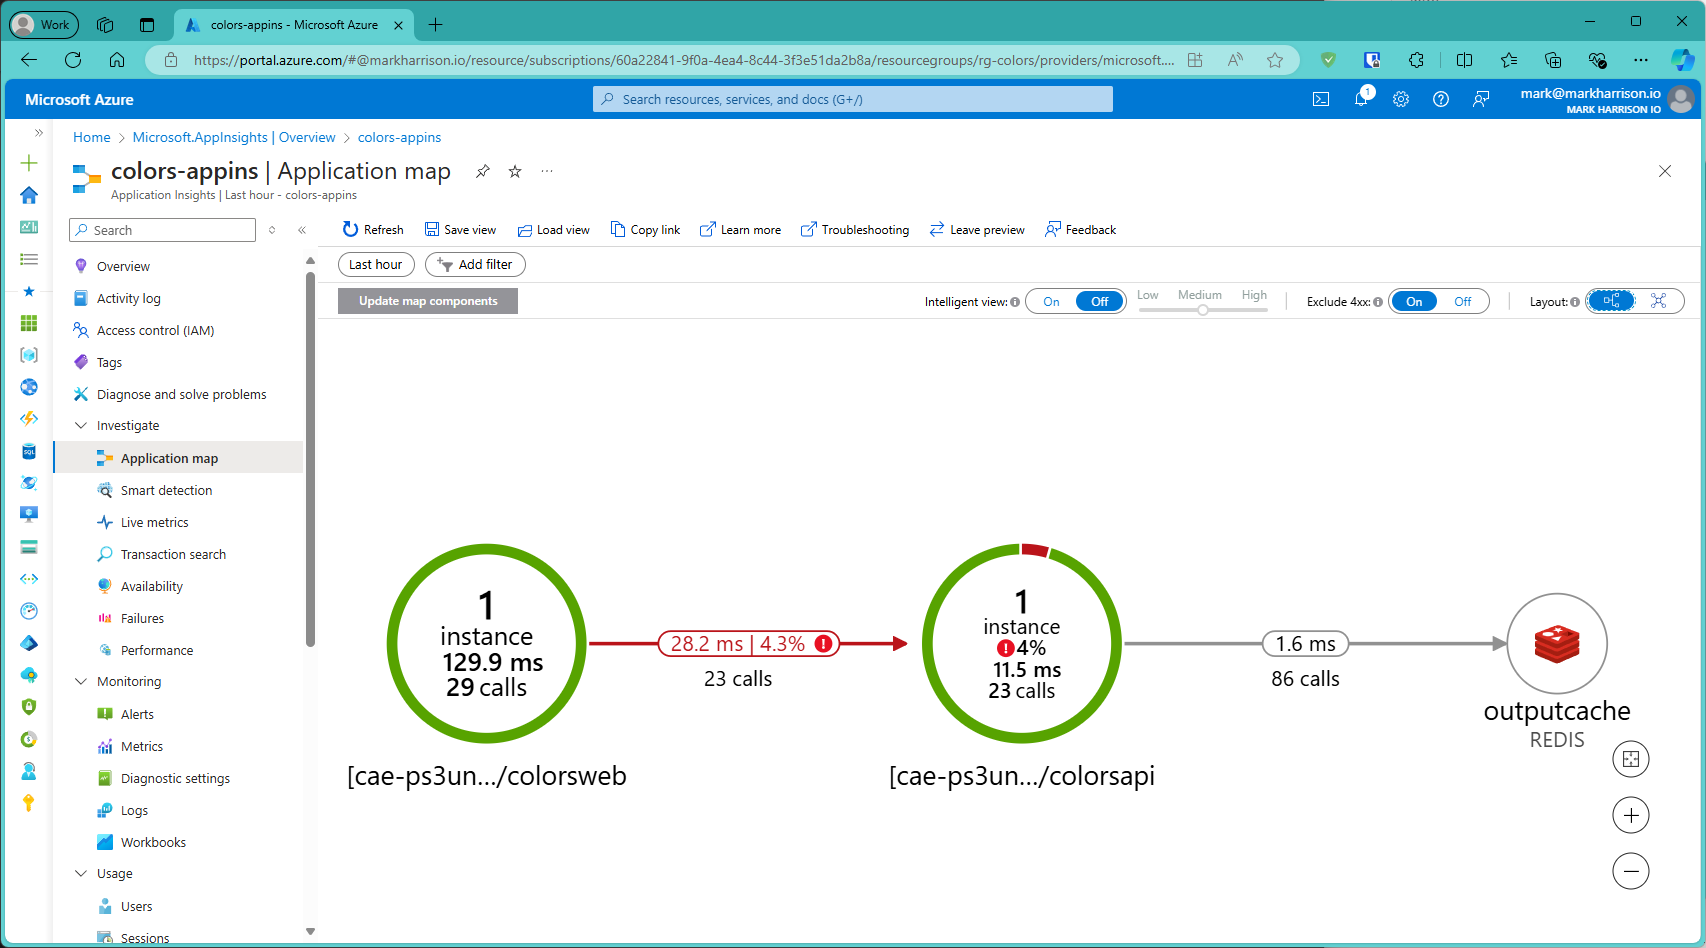 Work
colors-appins - Microsoft Azure
https://portal.azure.com/#@markharrison.io/resource/subscriptions/60a22841-9f0a-4ea4-8c44-3f3e51da2b8a/resourcegroups/rg-colors/providers/microsoft....
Microsoft Azure
Search resources, services, and docs (G+/)
1
mark@markharrison.io
MARK HARRISON IO
Home > Microsoft.AppInsights | Overview > colors-appins
colors-appins | Application map
Application Insights | Last hour - colors-appins
Search
Refresh
Save view
Load view
Copy link
Learn more
Troubleshooting
Leave preview
Feedback
Last hour
Add filter
Update map components
Intelligent view:
On
Off
Low
Medium
High
Exclude 4xx:
On
Off
Layout:
Overview
Activity log
Access control (IAM)
Tags
Diagnose and solve problems
Investigate
Application map
Smart detection
Live metrics
Transaction search
Availability
Failures
Performance
Monitoring
Alerts
Metrics
Diagnostic settings
Logs
Workbooks
Usage
Users
Sessions
SQL
1
instance
129.9 ms
29 calls
[cae-ps3un.../colorsweb
28.2 ms | 4.3%
23 calls
1
instance
4%
11.5 ms
23 calls
[cae-ps3un.../colorsapi
1.6 ms
86 calls
outputcache
REDIS